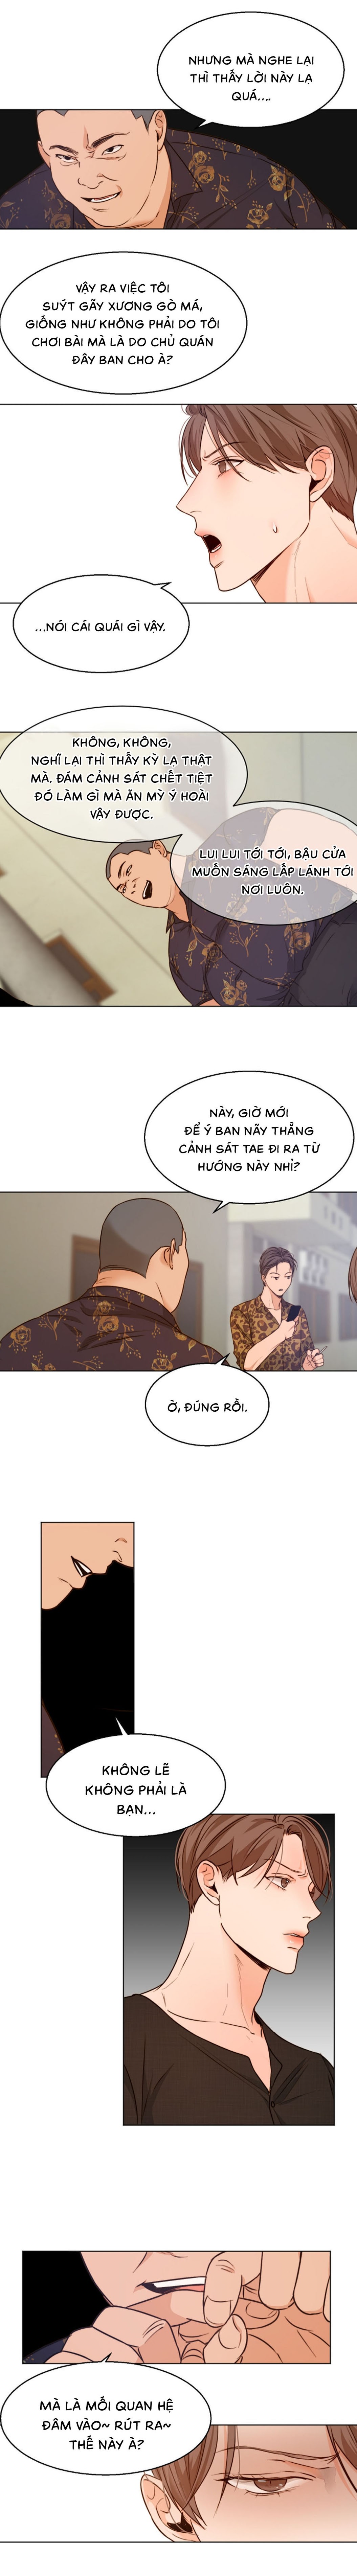 NHƯNG MÀ NGHE LẠI
THÌ THẤY LỜI NÀY LẠ
QUÁ....
VẬY RA VIỆC TÔI
SUÝT GÃY XƯƠNG GÒ MÁ,
GIỐNG NHƯ KHÔNG PHẢI DO TÔI
CHƠI BÀI MÀ LÀ DO CHỦ QUÁN
ĐÂY BAN CHO À?
...NÓI CÁI QUÁI GÌ VẬY.
KHÔNG, KHÔNG,
NGHĨ LẠI THÌ THẤY KỲ LẠ THẬT
MÀ. ĐÁM CẢNH SÁT CHẾT TIỆT
ĐÓ LÀM GÌ MÀ ĂN MỲ Ý HOÀI
VẬY ĐƯỢC.
LUI LUI TỚI TỚI, BẬU CỬA
MUỐN SÁNG LẤP LÁNH TỚI
NƠI LUÔN.
NÀY, GIỜ MỚI
ĐỂ Ý BAN NÃY THẰNG
CẢNH SÁT TAE ĐI RA TỪ
HƯỚNG NÀY NHỈ?
Ờ, ĐÚNG RỒI.
KHÔNG LẼ
KHÔNG PHẢI LÀ
BẠN...
MÀ LÀ MỐI QUAN HỆ
ĐÂM VÀO~ RÚT RA~
THẾ NÀY À?